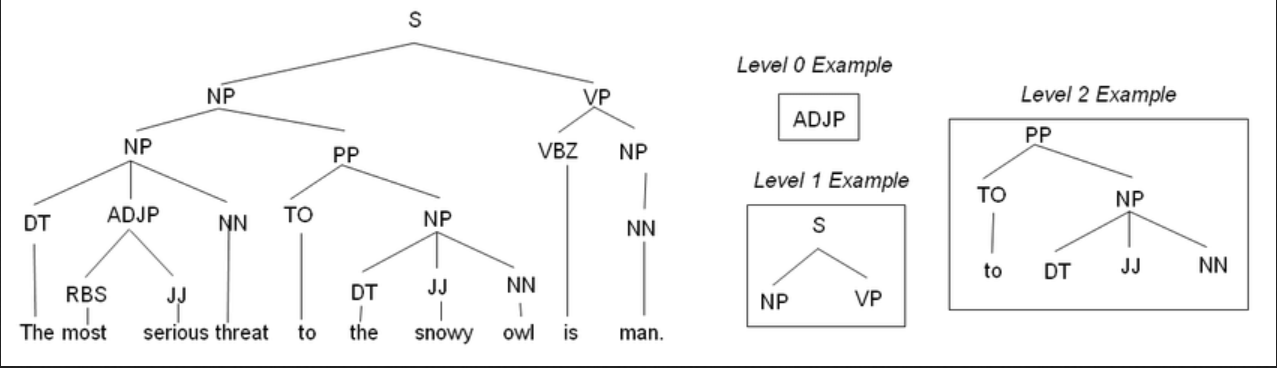 S
NP VP
NP PP VBZ NP
DT ADJP NN TO NP NN
RBS JJ DT JJ NN
The most serious threat to the snowy owl is man.
Level 0 Example
ADJP
Level 1 Example
S
NP VP
Level 2 Example
PP
TO NP
to DT JJ NN